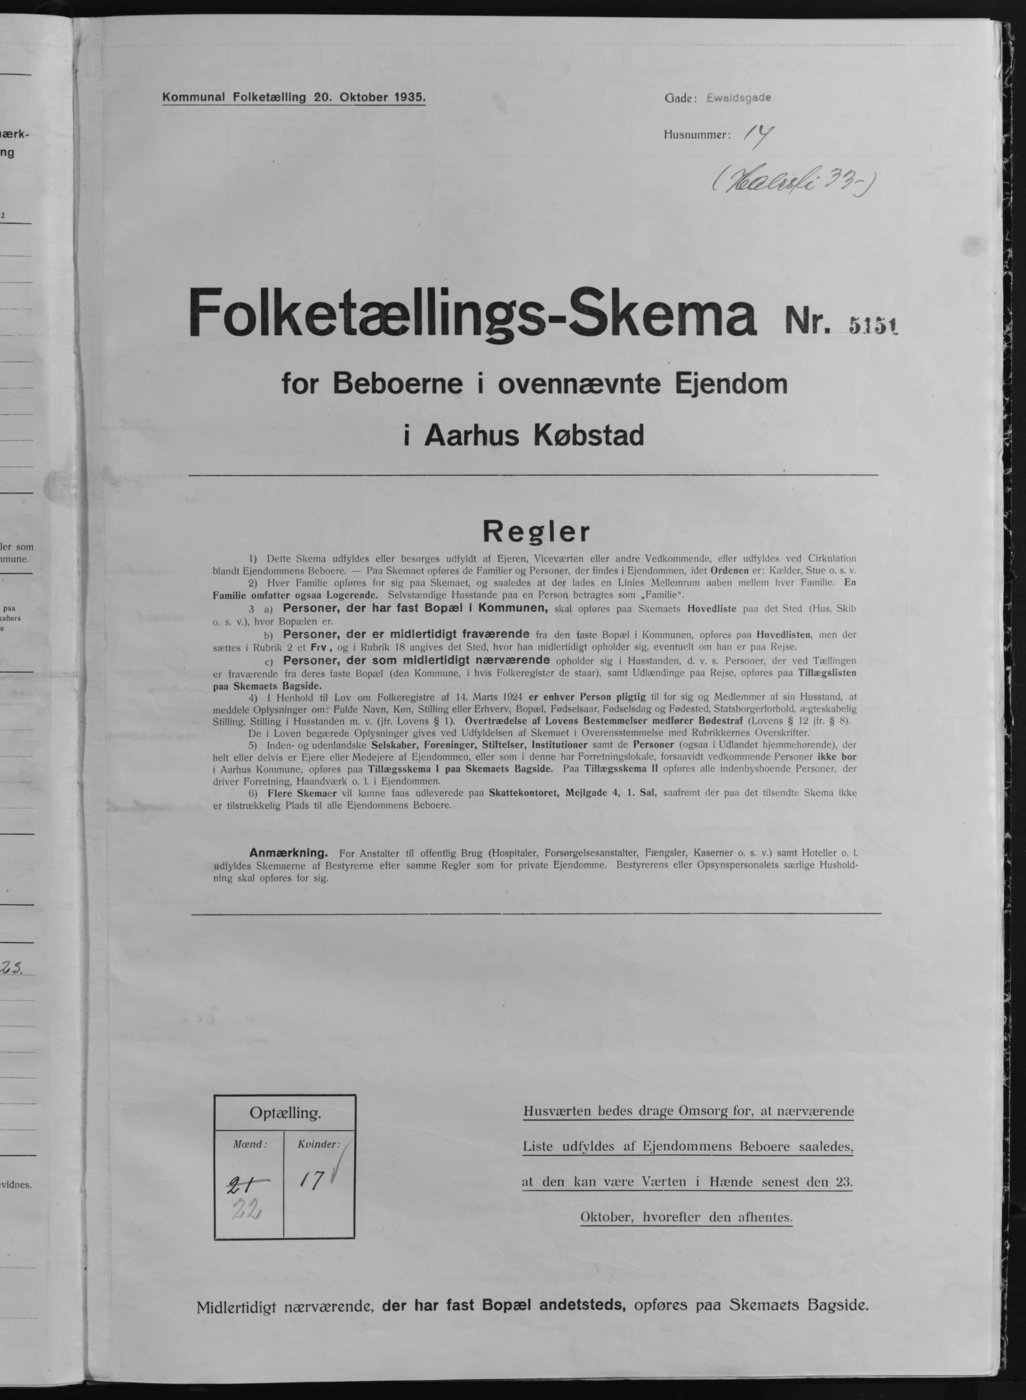 ærk-
ng
2
ler som
mmune.
paa
kabers
e
23.
vidnes.
Kommunal Folketælling 20. Oktober 1935.
Gade: Ewaldsgade
Husnummer: 14
33-)
Folketællings-Skema Nr. 5151
for Beboerne i ovennævnte Ejendom
i Aarhus Købstad
Regler
1) Dette Skema udfyldes eller besørges udfyldt af Ejeren, Viceværten eller andre Vedkommende, eller udfyldes ved Cirkulation
blandt Ejendommens Beboere. — Paa Skemaet opføres de Familier og Personer, der findes i Ejendommen, idet Ordenen er: Kælder, Stue o. s. v.
2) Hver Familie opføres for sig paa Skemaet, og saaledes at der lades en Linies Mellemrum aaben mellem hver Familie. En
Familie omfatter ogsaa Logerende. Selvstændige Husstande paa en Person betragtes som „Familie“.
3 a) Personer, der har fast Bopæl i Kommunen, skal opføres paa Skemaets Hovedliste paa det Sted (Hus, Skib
o. s. v.), hvor Bopælen er.
b) Personer, der er midlertidigt fraværende fra den faste Bopæl i Kommunen, opføres paa Hovedlisten, men der
sættes i Rubrik 2 et Frv., og i Rubrik 18 angives det Sted, hvor han midlertidigt opholder sig, eventuelt om han er paa Rejse.
c) Personer, der som midlertidigt nærværende opholder sig i Husstanden, d. v. s. Personer, der ved Tællingen
er fraværende fra deres faste Bopæl (den Kommune, i hvis Folkeregister de staar), samt Udlændinge paa Rejse, opføres paa Tillægslisten
paa Skemaets Bagside.
4) I Henhold til Lov om Folkeregistre af 14. Marts 1924 er enhver Person pligtig til for sig og Medlemmer af sin Husstand, at
meddele Oplysninger om: Fulde Navn, Køn, Stilling eller Erhverv, Bopæl, Fødselsaar, Fødselsdag og Fødested, Statsborgerforhold, ægteskabelig
Stilling, Stilling i Husstanden m. v. (jfr. Lovens § 1). Overtrædelse af Lovens Bestemmelser medfører Bødestraf (Lovens § 12 jfr. § 8).
De i Loven begærede Oplysninger gives ved Udfyldelsen af Skemaet i Overensstemmelse med Rubrikkernes Overskrifter.
5) Inden- og udenlandske Selskaber, Foreninger, Stiftelser, Institutioner samt de Personer (ogsaa i Udlandet hjemmehørende), der
helt eller delvis er Ejere eller Medejere af Ejendommen, eller som i denne har Forretningslokale, forsaavidt vedkommende Personer ikke bor
i Aarhus Kommune, opføres paa Tillægsskema I paa Skemaets Bagside. Paa Tillægsskema II opføres alle indenbysboende Personer, der
driver Forretning, Haandværk o. l. i Ejendommen.
6) Flere Skemaer vil kunne faas udleverede paa Skattekontoret, Mejlgade 4, 1. Sal, saafremt der paa det tilsendte Skema ikke
er tilstrækkelig Plads til alle Ejendommens Beboere.
Anmærkning. For Anstalter til offentlig Brug (Hospitaler, Forsørgelsesanstalter, Fængsler, Kaserner o. s. v.) samt Hoteller o. l.
udfyldes Skemaerne af Bestyrerne efter samme Regler som for private Ejendomme. Bestyrerens eller Opsynspersonalets særlige Hushold-
ning skal opføres for sig.
Optælling.
Mænd: Kvinder:
21 17
22
Husværten bedes drage Omsorg for, at nærværende
Liste udfyldes af Ejendommens Beboere saaledes,
at den kan være Værten i Hænde senest den 23.
Oktober, hvorefter den afhentes.
Midlertidigt nærværende, der har fast Bopæl andetsteds, opføres paa Skemaets Bagside.